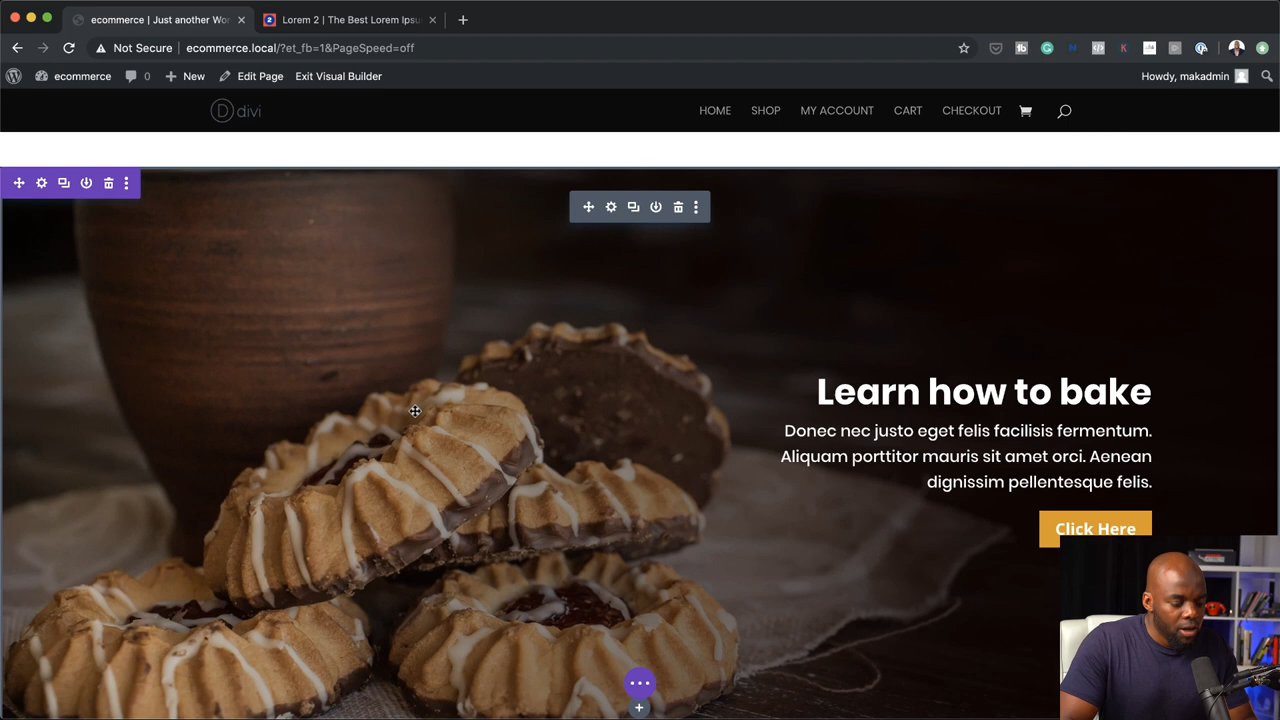 ecommerce | Just another Wor
Lorem 2 | The Best Lorem Ipsu
Not Secure
ecommerce.local/?et_fb=1&PageSpeed=off
ecommerce
0
New
Edit Page
Exit Visual Builder
Howdy, makadmin
D divi
HOME
SHOP
MY ACCOUNT
CART
CHECKOUT
Learn how to bake
Donec nec justo eget felis facilisis fermentum.
Aliquam porttitor mauris sit amet orci. Aenean
dignissim pellentesque felis.
Click Here